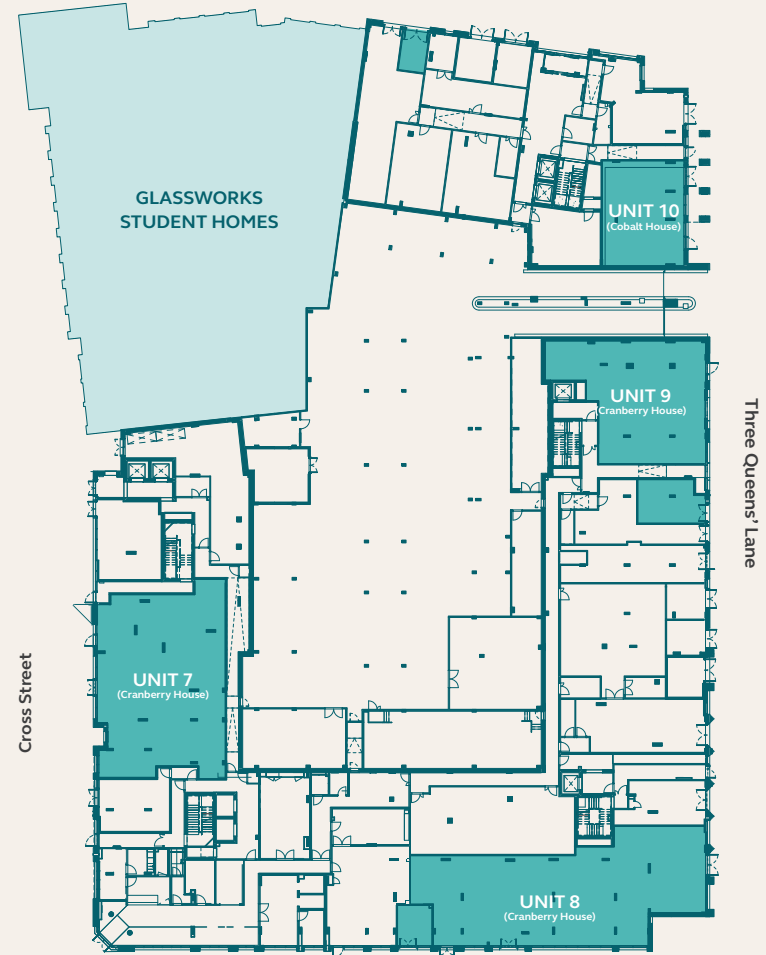 GLASSWORKS
STUDENT HOMES
UNIT 10
(Cobalt House)
UNIT 9
(Cranberry House)
Three Queens’ Lane
UNIT 7
(Cranberry House)
Cross Street
UNIT 8
(Cranberry House)